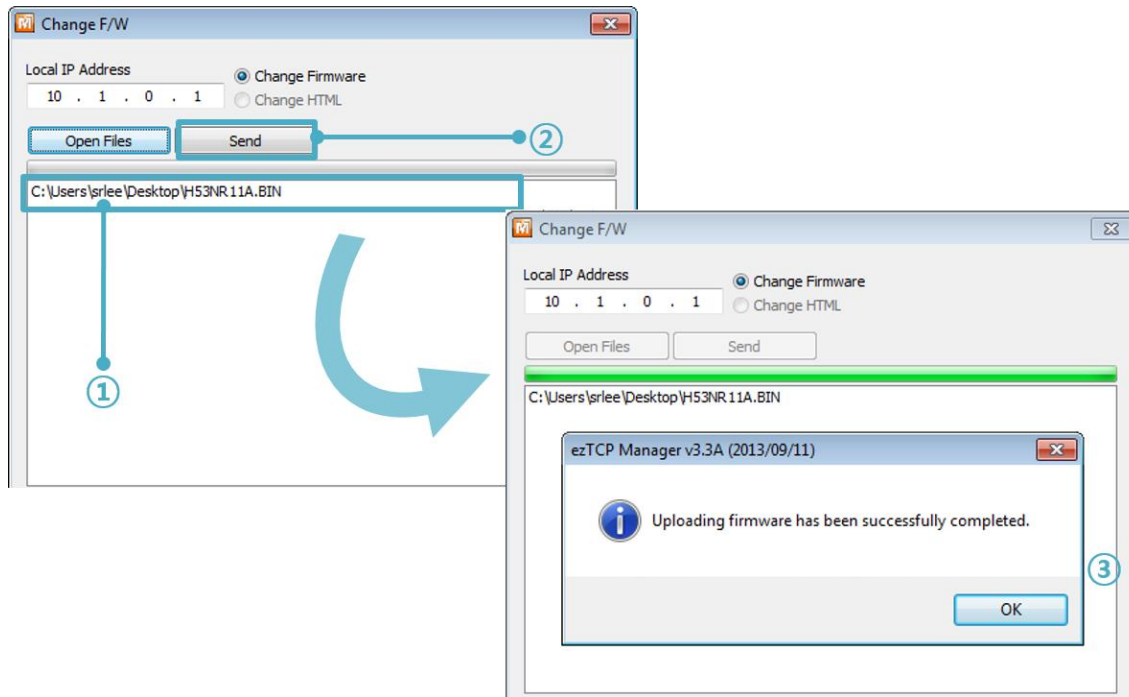 Change F/W
Local IP Address
10 . 1 . 0 . 1
Change Firmware
Change HTML
Open Files
Send
②
C:\Users\srlee\Desktop\H53NR11A.BIN
①
Change F/W
Local IP Address
10 . 1 . 0 . 1
Change Firmware
Change HTML
Open Files
Send
C:\Users\srlee\Desktop\H53NR11A.BIN
ezTCP Manager v3.3A (2013/09/11)
Uploading firmware has been successfully completed.
③
OK